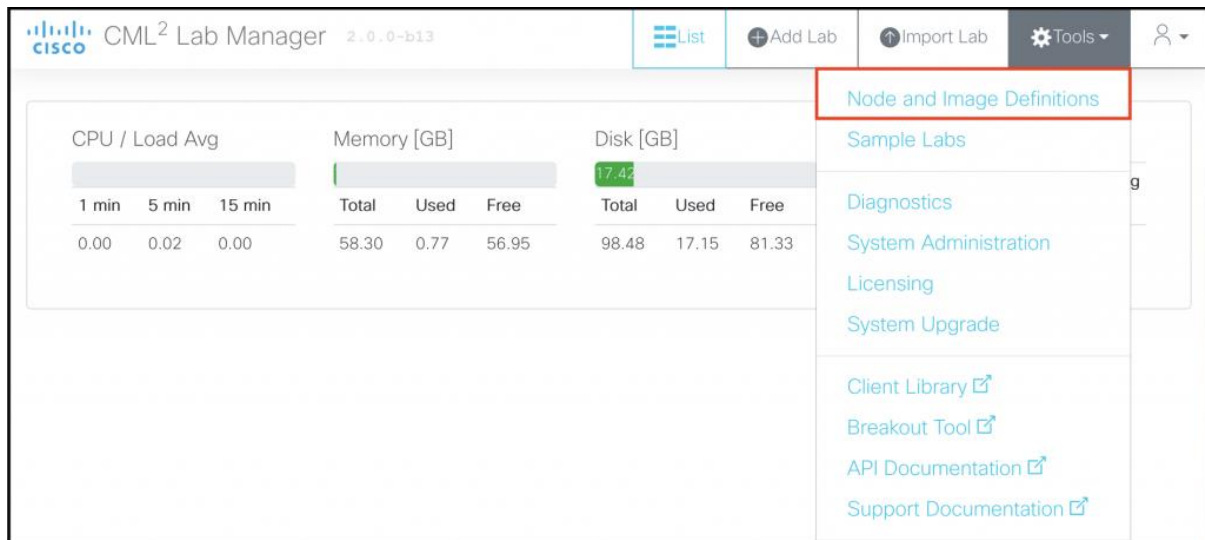 CISCO CML² Lab Manager 2.0.0-b13 List Add Lab Import Lab Tools
Node and Image Definitions
CPU / Load Avg Memory [GB] Disk [GB] Sample Labs
17.42
g
1 min 5 min 15 min Total Used Free Total Used Free Diagnostics
0.00 0.02 0.00 58.30 0.77 56.95 98.48 17.15 81.33 System Administration
Licensing
System Upgrade
Client Library
Breakout Tool
API Documentation
Support Documentation